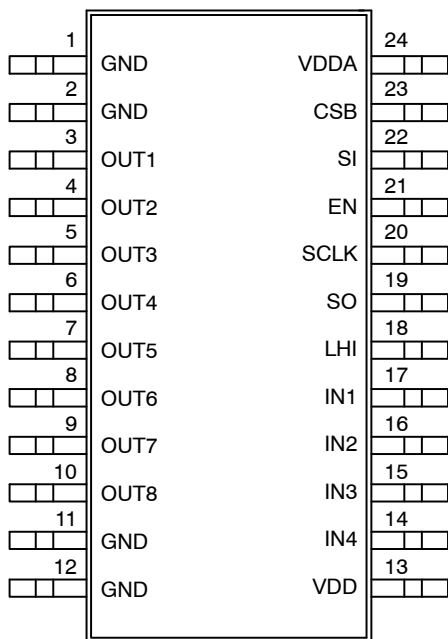 1 24
GND VDDA
2 23
GND CSB
3 22
OUT1 SI
4 21
OUT2 EN
5 20
OUT3 SCLK
6 19
OUT4 SO
7 18
OUT5 LHI
8 17
OUT6 IN1
9 16
OUT7 IN2
10 15
OUT8 IN3
11 14
GND IN4
12 13
GND VDD